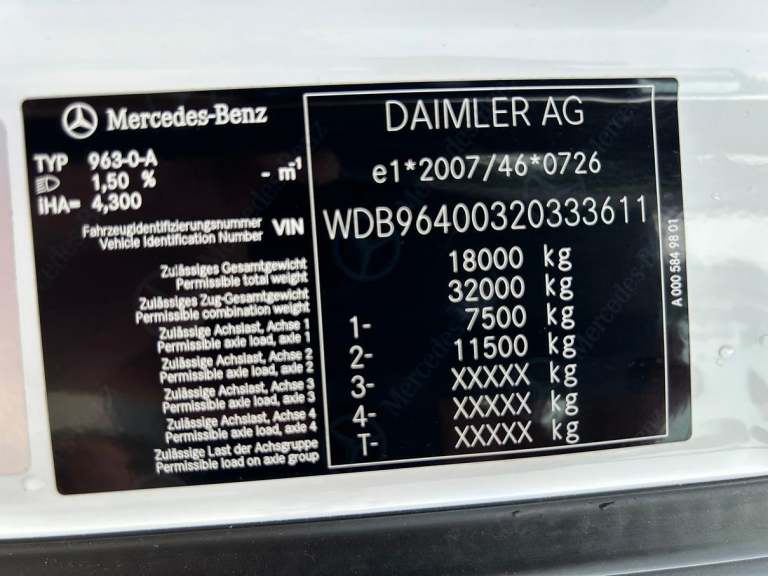 Mercedes-Benz
DAIMLER AG
TYP 963-0-A
1,50 % - m-1
e1*2007/46*0726
iHA= 4,300
Fahrzeugidentifizierungsnummer
Vehicle Identification Number VIN WDB96400320333611
Zulässiges Gesamtgewicht
Permissible total weight 18000 kg
Zulässiges Zug-Gesamtgewicht
Permissible combination weight 32000 kg
Zulässige Achslast, Achse 1
Permissible axle load, axle 1 1- 7500 kg
Zulässige Achslast, Achse 2
Permissible axle load, axle 2 2- 11500 kg
Zulässige Achslast, Achse 3
Permissible axle load, axle 3 3- XXXXX kg
Zulässige Achslast, Achse 4
Permissible axle load, axle 4 4- XXXXX kg
Zulässige Last der Achsgruppe
Permissible load on axle group T- XXXXX kg
A 000 584 98 01